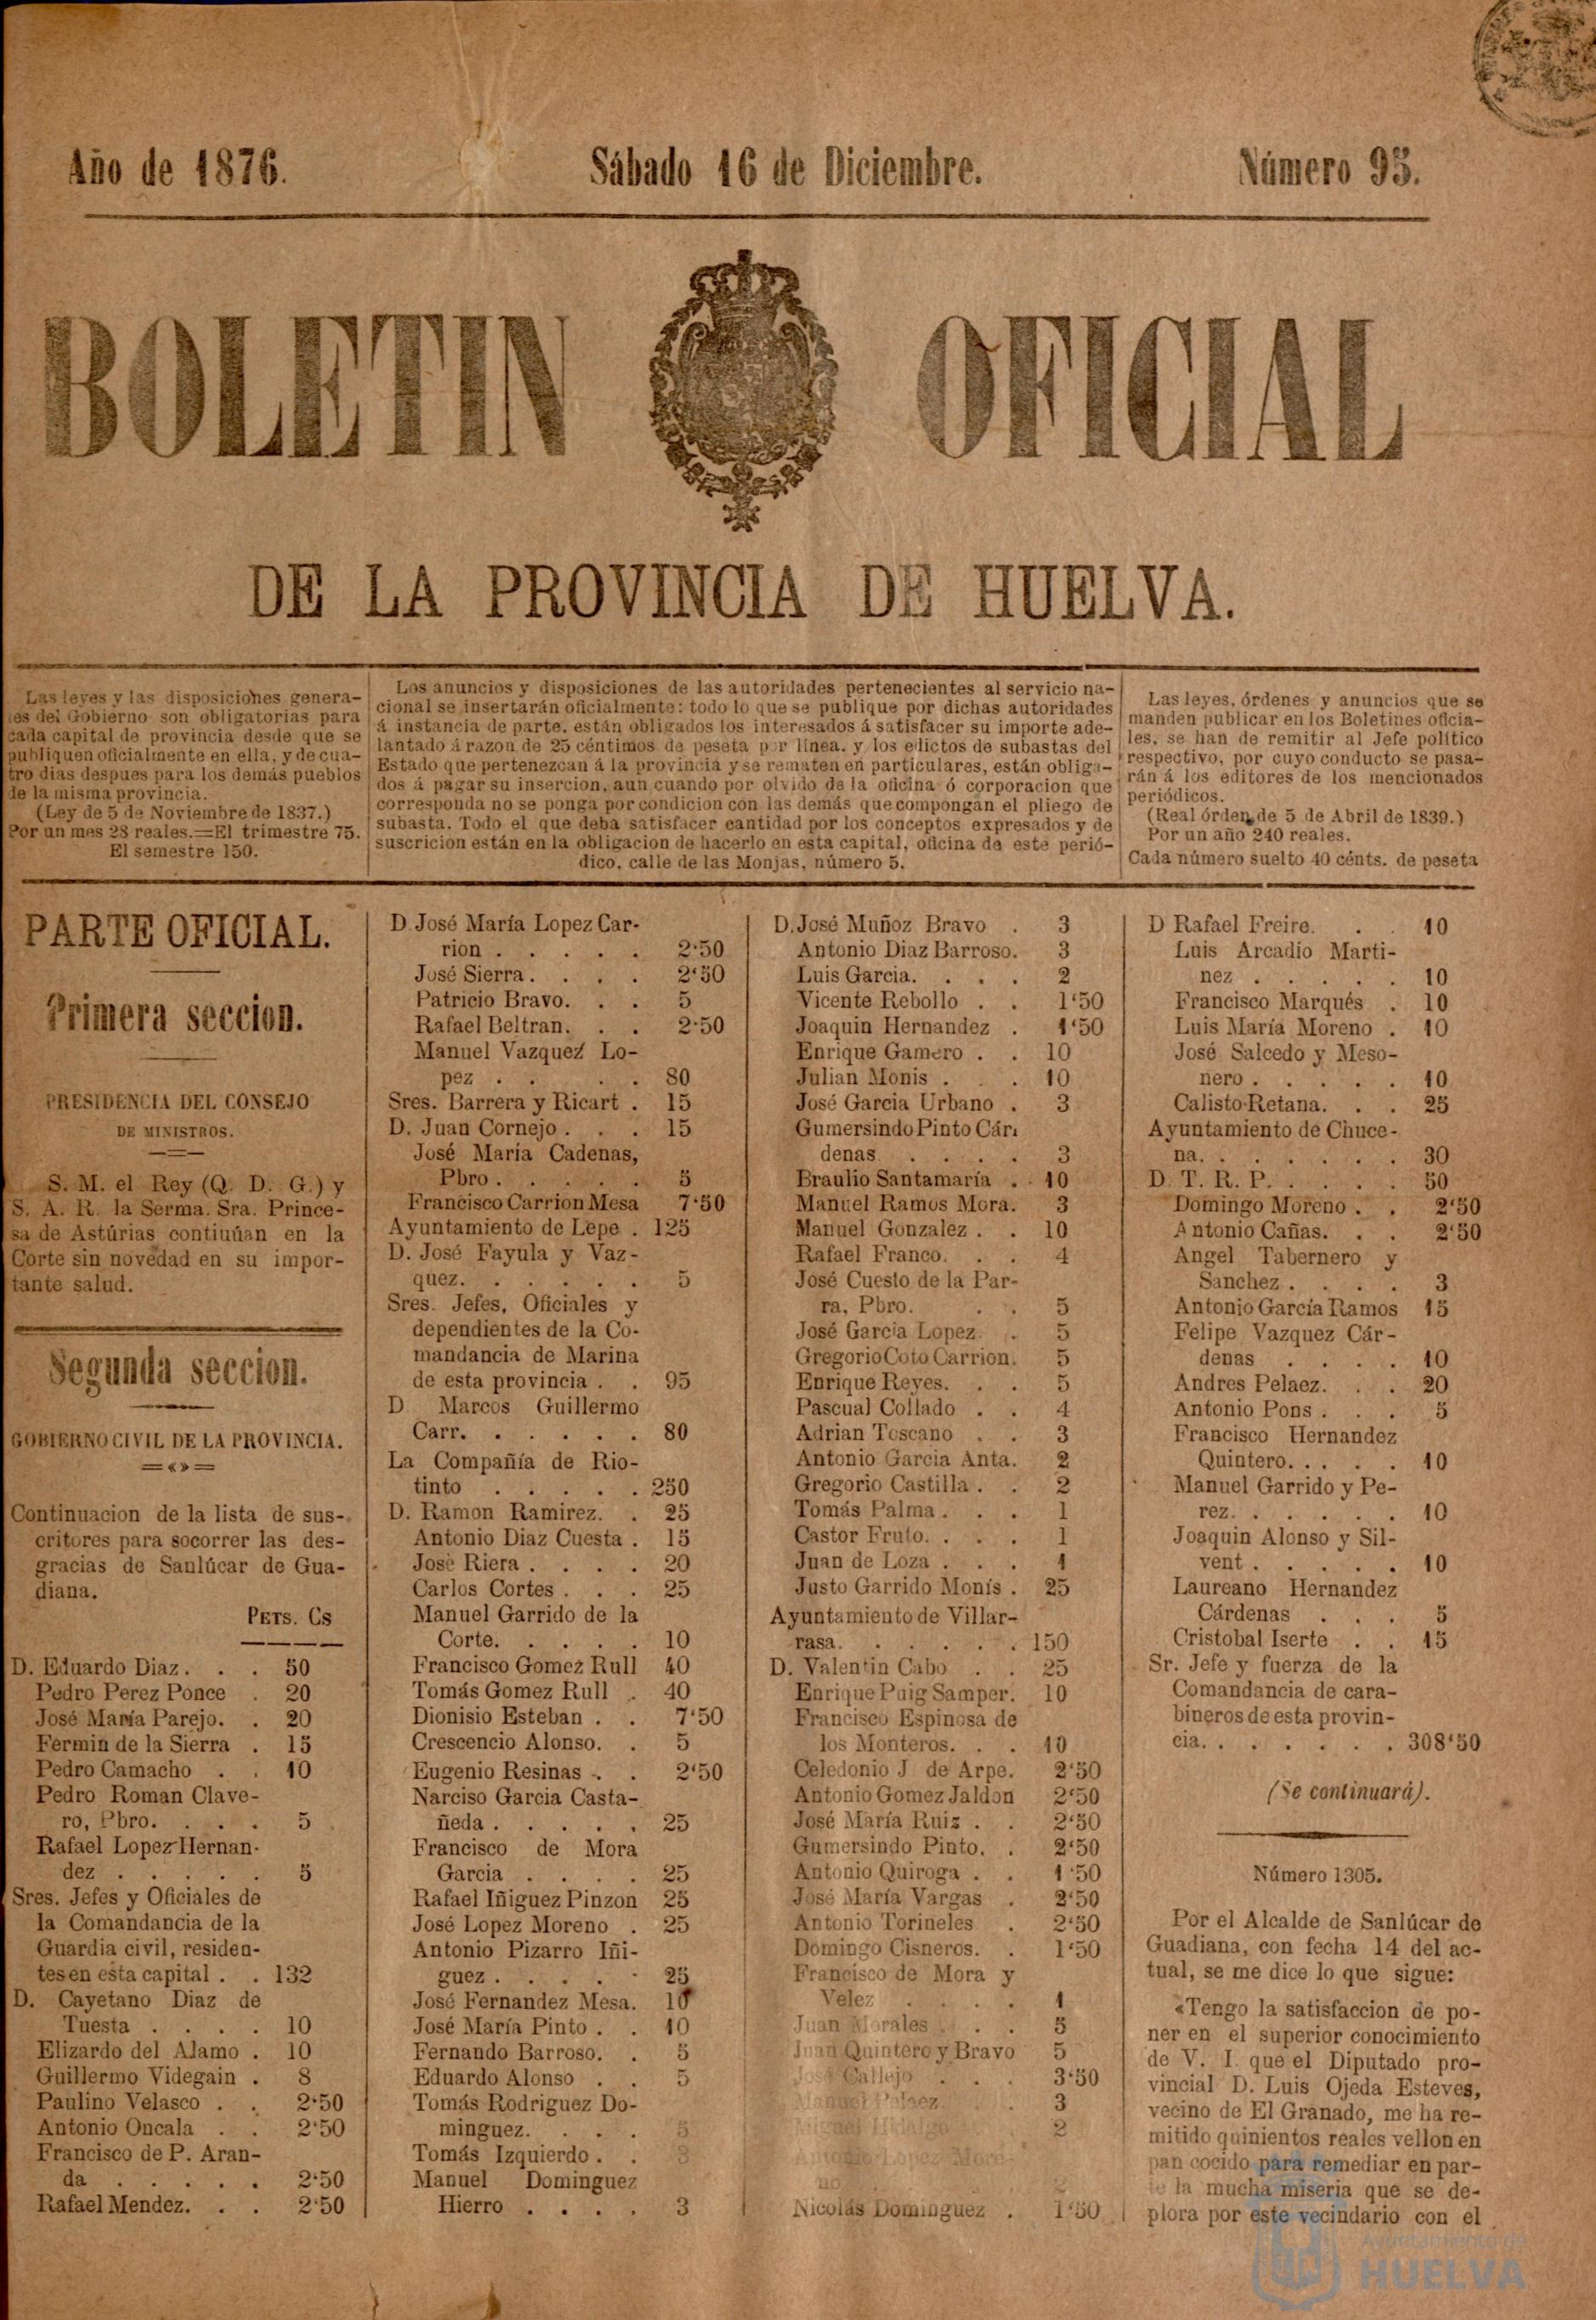 Año de 1876.
Sábado 16 de Diciembre.
Número 95.
BOLETIN OFICIAL
DE LA PROVINCIA DE HUELVA.
Las leyes y las disposiciones genera-
les del Gobierno son obligatorias para
cada capital de provincia desde que se
publiquen oficialmente en ella, y de cua-
tro dias despues para los demás pueblos
de la misma provincia.
(Ley de 5 de Noviembre de 1837.)
Por un mes 28 reales.=El trimestre 75.
El semestre 150.
Los anuncios y disposiciones de las autoridades pertenecientes al servicio na-
cional se insertarán oficialmente: todo lo que se publique por dichas autoridades
á instancia de parte, están obligados los interesados á satisfacer su importe ade-
lantado á razon de 25 céntimos de peseta por línea, y los edictos de subastas del
Estado que pertenezcan á la provincia y se rematen en particulares, están obliga-
dos á pagar su insercion, aun cuando por olvido de la oficina ó corporacion que
corresponda no se ponga por condicion con las demás que compongan el pliego de
subasta. Todo el que deba satisfacer cantidad por los conceptos expresados y de
suscricion están en la obligacion de hacerlo en esta capital, oficina de este perió-
dico, calle de las Monjas, número 5.
Las leyes, órdenes y anuncios que se
manden publicar en los Boletines oficia-
les, se han de remitir al Jefe político
respectivo, por cuyo conducto se pasa-
rán á los editores de los mencionados
periódicos.
(Real órden de 5 de Abril de 1839.)
Por un año 240 reales.
Cada número suelto 40 cénts. de peseta
PARTE OFICIAL.
Primera seccion.
PRESIDENCIA DEL CONSEJO
DE MINISTROS.
S. M. el Rey (Q. D. G.) y
S. A. R. la Serma. Sra. Prince-
sa de Astúrias contiuúan en la
Corte sin novedad en su impor-
tante salud.
Segunda seccion.
GOBIERNO CIVIL DE LA PROVINCIA.
Continuacion de la lista de sus-
critores para socorrer las des-
gracias de Sanlúcar de Gua-
diana.
PETS. Cs
D. Eduardo Diaz. . . 50
Pedro Perez Ponce . 20
José María Parejo. . 20
Fermin de la Sierra . 15
Pedro Camacho . . 10
Pedro Roman Clave-
ro, Pbro. . . . . 5
Rafael Lopez Hernan-
dez . . . . . 5
Sres. Jefes y Oficiales de
la Comandancia de la
Guardia civil, residen-
tes en esta capital . . 132
D. Cayetano Diaz de
Tuesta . . . . 10
Elizardo del Alamo . 10
Guillermo Videgain . 8
Paulino Velasco . . 2'50
Antonio Oncala . . 2'50
Francisco de P. Aran-
da . . . . . 2'50
Rafael Mendez. . . 2'50
D. José María Lopez Car-
rion . . . . . 2'50
José Sierra. . . . 2'50
Patricio Bravo. . . 5
Rafael Beltran. . . 2'50
Manuel Vazquez Lo-
pez . . . . 80
Sres. Barrera y Ricart . 15
D. Juan Cornejo . . . 15
José María Cadenas,
Pbro . . . . . 5
Francisco Carrion Mesa 7'50
Ayuntamiento de Lepe . 125
D. José Fayula y Vaz-
quez. . . . . . 5
Sres. Jefes, Oficiales y
dependientes de la Co-
mandancia de Marina
de esta provincia . . 95
D. Marcos Guillermo
Carr. . . . . . 80
La Compañía de Rio-
tinto . . . . . 250
D. Ramon Ramirez. . 25
Antonio Diaz Cuesta . 15
José Riera . . . . 20
Carlos Cortes . . . 25
Manuel Garrido de la
Corte. . . . . 10
Francisco Gomez Rull 40
Tomás Gomez Rull . 40
Dionisio Esteban . . 7'50
Crescencio Alonso. . 5
Eugenio Resinas . . 2'50
Narciso Garcia Casta-
ñeda . . . . . 25
Francisco de Mora
Garcia . . . . 25
Rafael Iñiguez Pinzon 25
José Lopez Moreno . 25
Antonio Pizarro Iñi-
guez . . . . . 25
José Fernandez Mesa. 10
José María Pinto . . 10
Fernando Barroso. . 5
Eduardo Alonso . . 5
Tomás Rodriguez Do-
minguez. . . . 5
Tomás Izquierdo . . 3
Manuel Dominguez
Hierro . . . . 3
D. José Muñoz Bravo . 3
Antonio Diaz Barroso. 3
Luis Garcia. . . . 2
Vicente Rebollo . . 1'50
Joaquin Hernandez . 1'50
Enrique Gamero . . 10
Julian Monis . . . 10
José Garcia Urbano . 3
Gumersindo Pinto Cár-
denas . . . . 3
Braulio Santamaría . 10
Manuel Ramos Mora. 3
Manuel Gonzalez . . 10
Rafael Franco. . . 4
José Cuesto de la Par-
ra, Pbro. . . 5
José García Lopez . 5
Gregorio Coto Carrion. 5
Enrique Reyes. . . 5
Pascual Collado . . 4
Adrian Toscano . . 3
Antonio Garcia Anta. 2
Gregorio Castilla . . 2
Tomás Palma . . . 1
Castor Fruto. . . . 1
Juan de Loza . . . 1
Justo Garrido Monís . 25
Ayuntamiento de Villar-
rasa. . . . . . 150
D. Valentin Cabo . . 25
Enrique Puig Samper. 10
Francisco Espinosa de
los Monteros. . . 10
Celedonio J de Arpe. 2'50
Antonio Gomez Jaldon 2'50
José María Ruiz . . 2'50
Gumersindo Pinto. . 2'50
Antonio Quiroga . . 1'50
José María Vargas . 2'50
Antonio Torineles . 2'50
Domingo Cisneros. . 1'50
Francisco de Mora y
Velez . . . . 1
Juan Morales . . . 5
Juan Quintero y Bravo 5
José Callejo . . . 3'50
Manuel Pelaez . 3
Miguel Hidalgo 2
Antonio Lopez More-
no 2
Nicolás Dominguez . 1'50
D Rafael Freire. . . 10
Luis Arcadio Marti-
nez . . . . . 10
Francisco Marqués . 10
Luis María Moreno . 10
José Salcedo y Meso-
nero . . . . . 10
Calisto Retana. . . 25
Ayuntamiento de Chuce-
na. . . . . . . 30
D. T. R. P. . . . . 50
Domingo Moreno . . 2'50
Antonio Cañas. . . 2'50
Angel Tabernero y
Sanchez . . . . 3
Antonio García Ramos 15
Felipe Vazquez Cár-
denas . . . . 10
Andres Pelaez. . . 20
Antonio Pons . . . 5
Francisco Hernandez
Quintero. . . . . 10
Manuel Garrido y Pe-
rez. . . . . . 10
Joaquin Alonso y Sil-
vent . . . . . 10
Laureano Hernandez
Cárdenas . . . 5
Cristobal Iserte . . 15
Sr. Jefe y fuerza de la
Comandancia de cara-
bineros de esta provin-
cia. . . . . . . 308'50
(Se continuará).
Número 1305.
Por el Alcalde de Sanlúcar de
Guadiana, con fecha 14 del ac-
tual, se me dice lo que sigue:
«Tengo la satisfaccion de po-
ner en el superior conocimiento
de V. I. que el Diputado pro-
vincial D. Luis Ojeda Esteves,
vecino de El Granado, me ha re-
mitido quinientos reales vellon en
pan cocido para remediar en par-
te la mucha miseria que se de-
plora por este vecindario con el
Ayuntamiento de
HUELVA